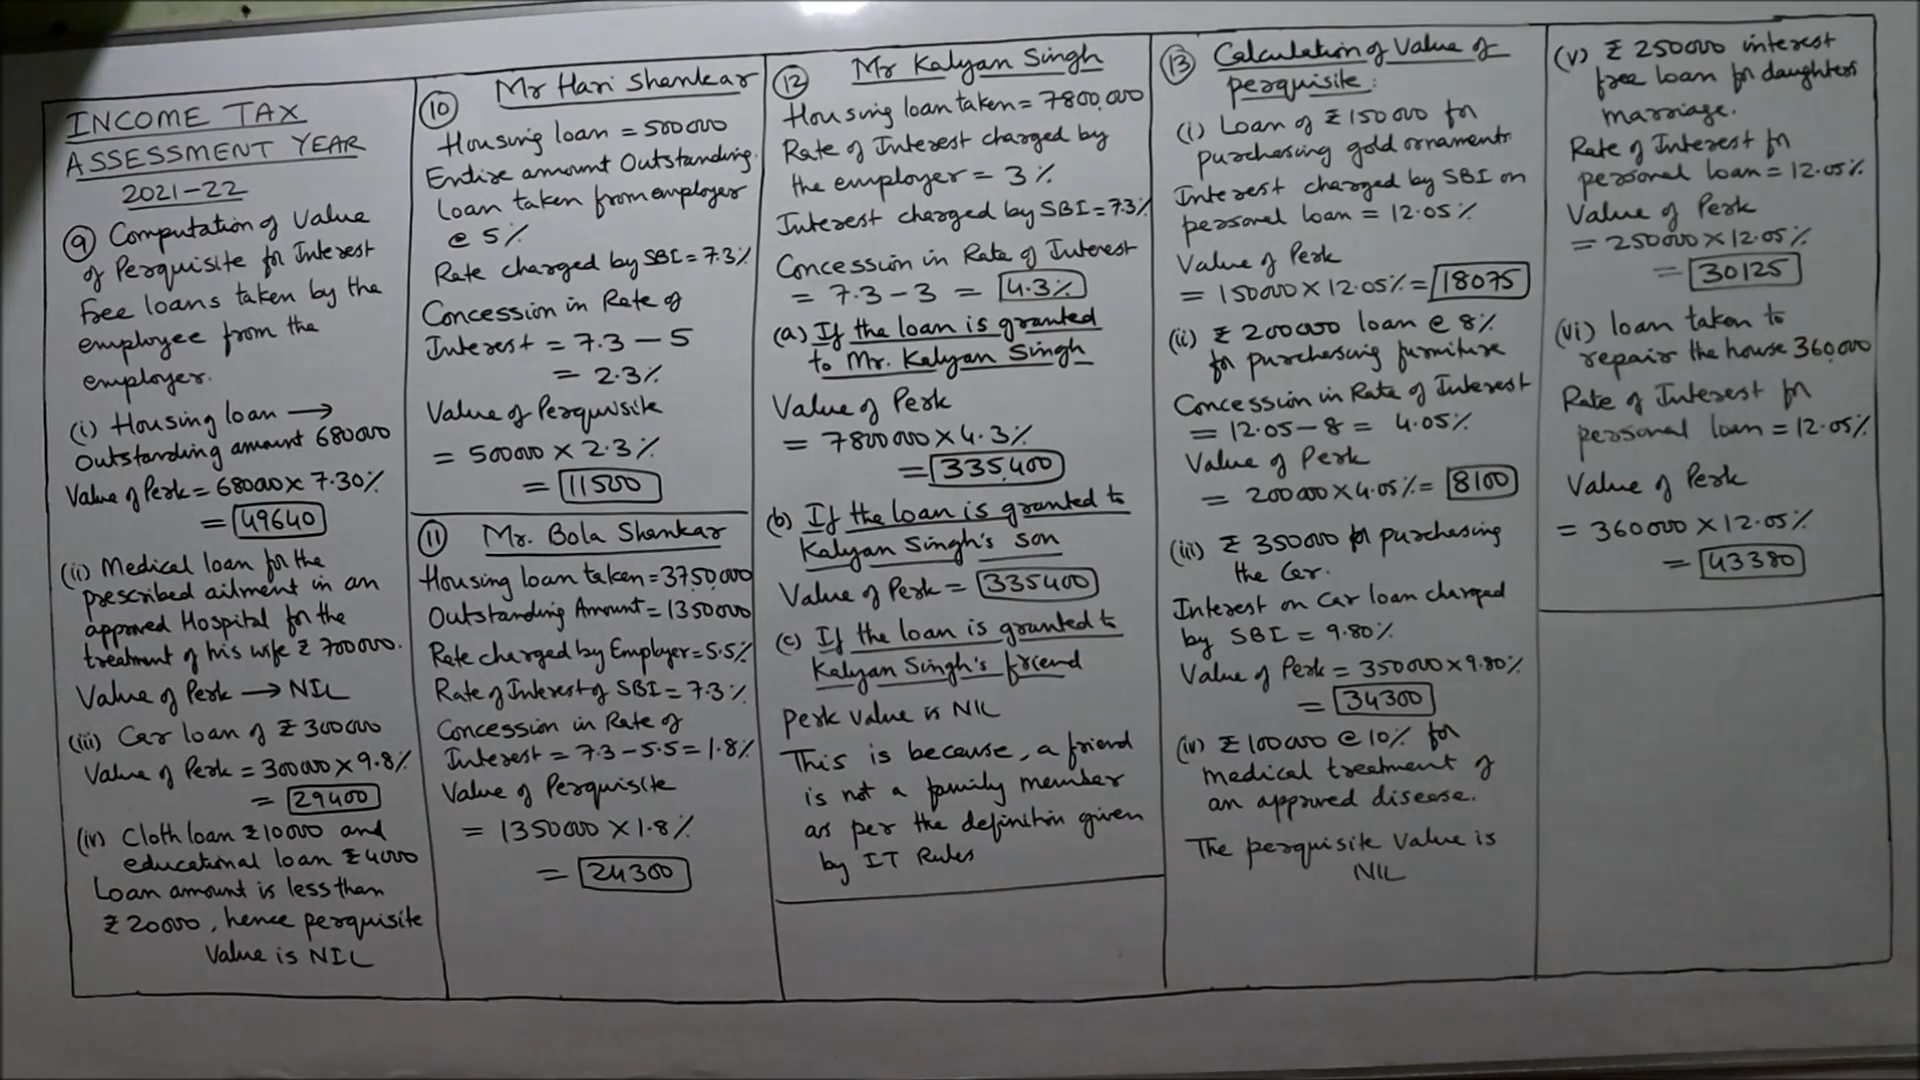 INCOME TAX
ASSESSMENT YEAR
2021-22
(9) Computation of Value
of Perquisite for Interest
free loans taken by the
employee from the
employer.
(i) Housing loan →
Outstanding amount 680000
Value of Perk = 680000 x 7.30%
= 49640
(ii) Medical loan for the
prescribed ailment in an
approved Hospital for the
treatment of his wife ₹ 700000.
Value of Perk → NIL
(iii) Car loan of ₹ 300000
Value of Perk = 300000 x 9.8%
= 29400
(iv) Cloth loan ₹10000 and
educational loan ₹4000
Loan amount is less than
₹ 20000, hence perquisite
Value is NIL
(10) Mr Hari Shankar
Housing loan = 500000
Entire amount Outstanding.
Loan taken from employer
@ 5%
Rate charged by SBI = 7.3%
Concession in Rate of
Interest = 7.3 - 5
= 2.3%
Value of Perquisite
= 500000 x 2.3%
= 11500
(11) Mr. Bola Shankar
Housing loan taken = 37,50,000
Outstanding Amount = 1350000
Rate charged by Employer = 5.5%
Rate of Interest of SBI = 7.3%
Concession in Rate of
Interest = 7.3 - 5.5 = 1.8%
Value of Perquisite
= 1350000 x 1.8%
= 24300
(12) Mr Kalyan Singh
Housing loan taken = 7800,000
Rate of Interest charged by
the employer = 3%
Interest charged by SBI = 7.3%
Concession in Rate of Interest
= 7.3 - 3 = 4.3%
(a) If the loan is granted
to Mr. Kalyan Singh
Value of Perk
= 7800000 x 4.3%
= 335,400
(b) If the loan is granted to
Kalyan Singh's son
Value of Perk = 335400
(c) If the loan is granted to
Kalyan Singh's friend
Perk value is NIL
This is because, a friend
is not a family member
as per the definition given
by IT Rules
(13) Calculation of Value of
perquisite:
(i) Loan of ₹150000 for
purchasing gold ornaments
Interest charged by SBI on
personal loan = 12.05%
Value of Perk
= 150000 x 12.05% = 18075
(ii) ₹ 200000 loan @ 8%
for purchasing furniture
Concession in Rate of Interest
= 12.05 - 8 = 4.05%
Value of Perk
= 200000 x 4.05% = 8100
(iii) ₹ 350000 for purchasing
the Car.
Interest on Car loan charged
by SBI = 9.80%
Value of Perk = 350000 x 9.80%
= 34300
(iv) ₹100000 @ 10% for
medical treatment of
an approved disease.
The perquisite Value is
NIL
(v) ₹ 250000 interest
free loan for daughters
marriage.
Rate of Interest for
personal loan = 12.05%
Value of Perk
= 250000 x 12.05%
= 30125
(vi) loan taken to
repair the house 360,000
Rate of Interest for
personal loan = 12.05%
Value of Perk
= 360000 x 12.05%
= 43380